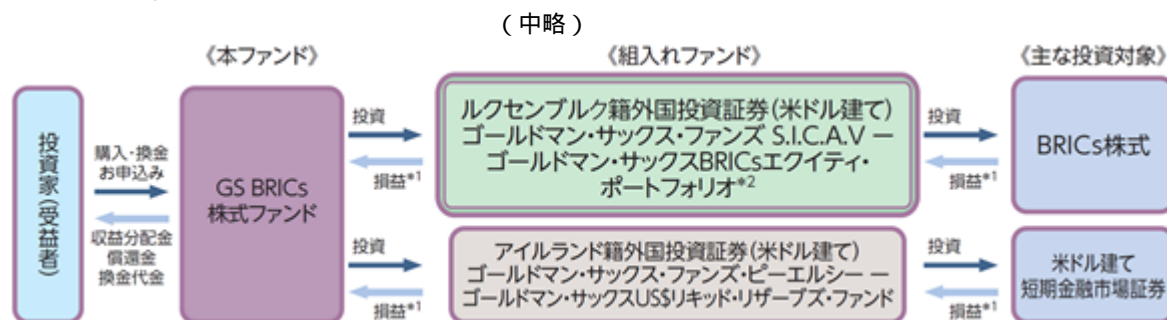 (中略)
《本ファンド》
《組入れファンド》
《主な投資対象》
投資家(受益者)
購入・換金
お申込み
収益分配金
償還金
換金代金
GS BRICs
株式ファンド
投資
損益*1
ルクセンブルク籍外国投資証券(米ドル建て)
ゴールドマン・サックス・ファンズ S.I.C.A.V ー
ゴールドマン・サックスBRICsエクイティ・
ポートフォリオ*2
投資
損益*1
BRICs株式
投資
損益*1
アイルランド籍外国投資証券(米ドル建て)
ゴールドマン・サックス・ファンズ・ピーエルシー ー
ゴールドマン・サックスUS$リキッド・リザーブズ・ファンド
投資
損益*1
米ドル建て
短期金融市場証券